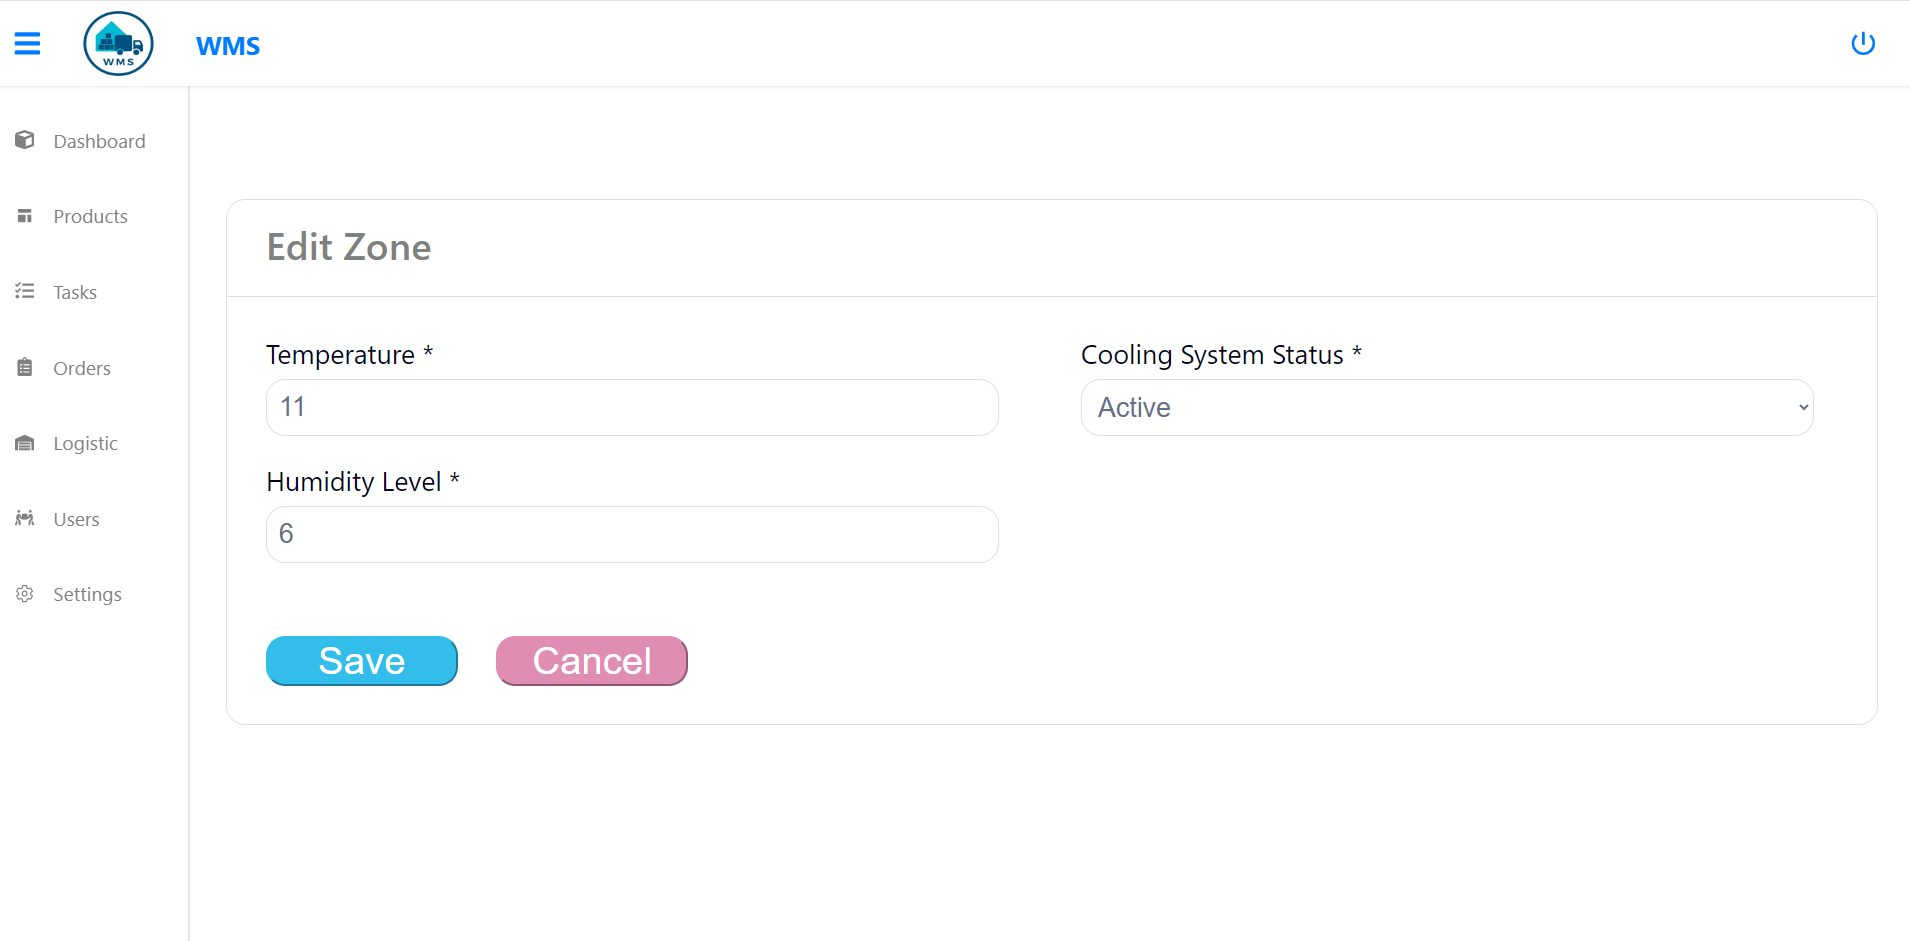 WMS
WMS
Dashboard
Products
Tasks
Orders
Logistic
Users
Settings
Edit Zone
Temperature *
11
Cooling System Status *
Active
Humidity Level *
6
Save
Cancel